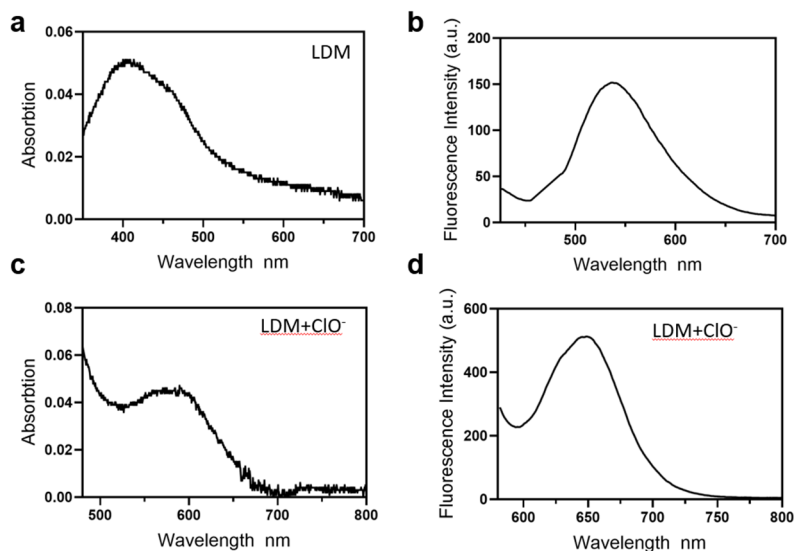 a
0.06
0.04
0.02
0.00
400
500
600
700
Absorbtion
Wavelength nm
LDM
b
200
150
100
50
0
500
600
700
Fluorescence Intensity (a.u.)
Wavelength nm
c
0.08
0.06
0.04
0.02
0.00
500
600
700
800
Absorbtion
Wavelength nm
LDM+ClO⁻
d
600
400
200
0
600
650
700
750
800
Fluorescence Intensity (a.u.)
Wavelength nm
LDM+ClO⁻